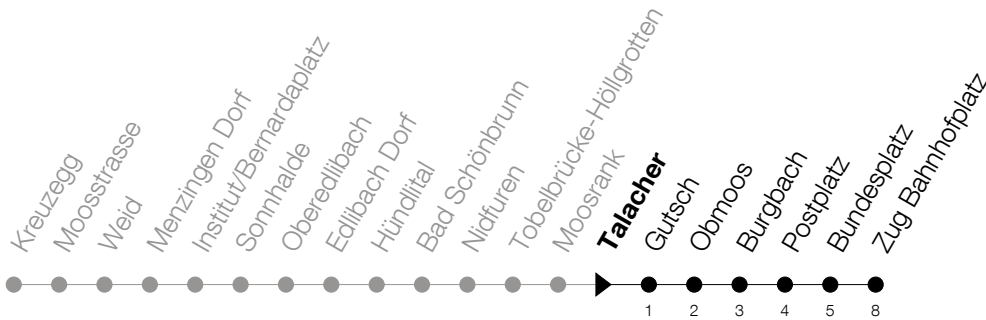 Kreuzegg
Moosstrasse
Weid
Menzingen Dorf
Institut/Bernardaplatz
Sonnhalde
Oberedlibach
Edlibach Dorf
Hündlital
Bad Schönbrunn
Nidfuren
Tobelbrücke-Höllgrotten
Moosrank
Talacher
Gutsch
Obmoos
Burgbach
Postplatz
Bundesplatz
Zug Bahnhofplatz
1 2 3 4 5 8